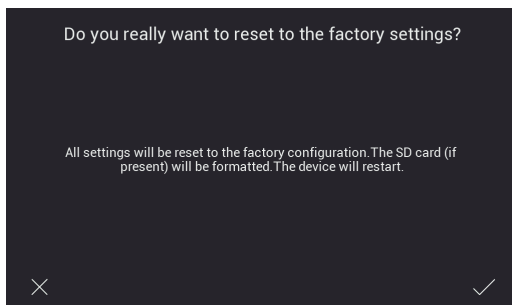 Do you really want to reset to the factory settings?
All settings will be reset to the factory configuration.The SD card (if
present) will be formatted.The device will restart.